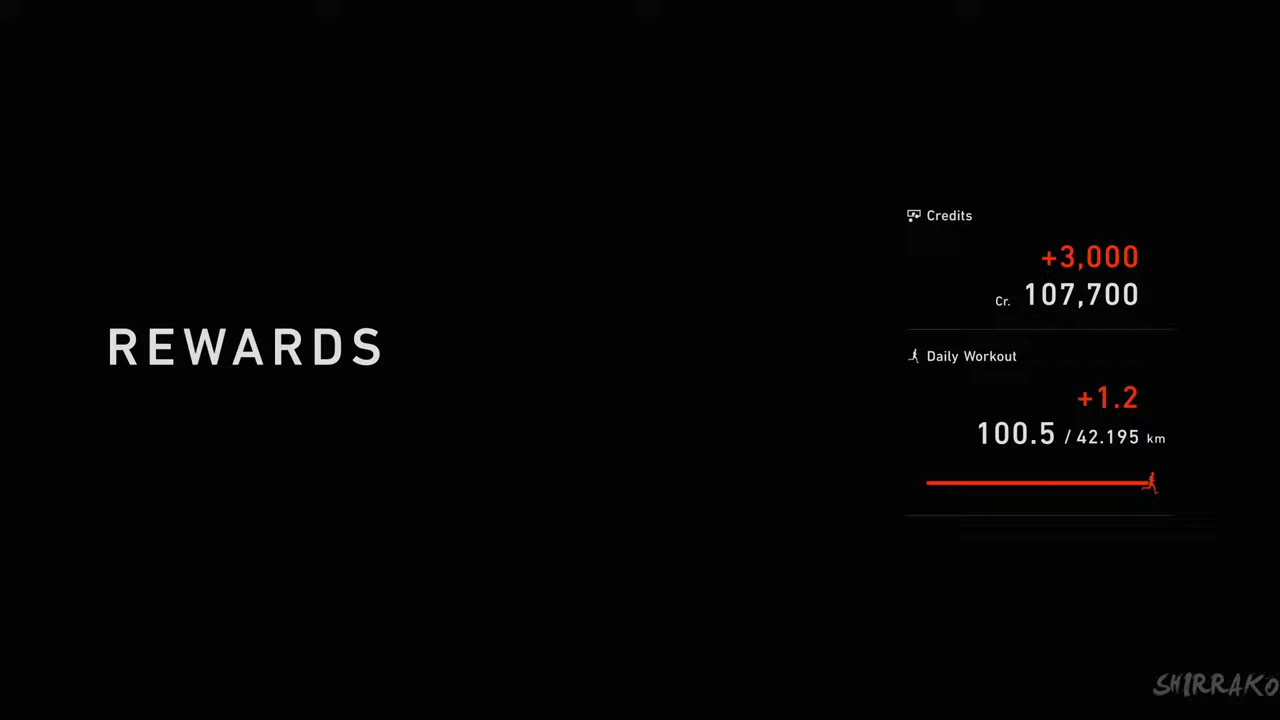 REWARDS
Credits
+3,000
Cr. 107,700
Daily Workout
+1.2
100.5 / 42.195 km
SHIRRAKO